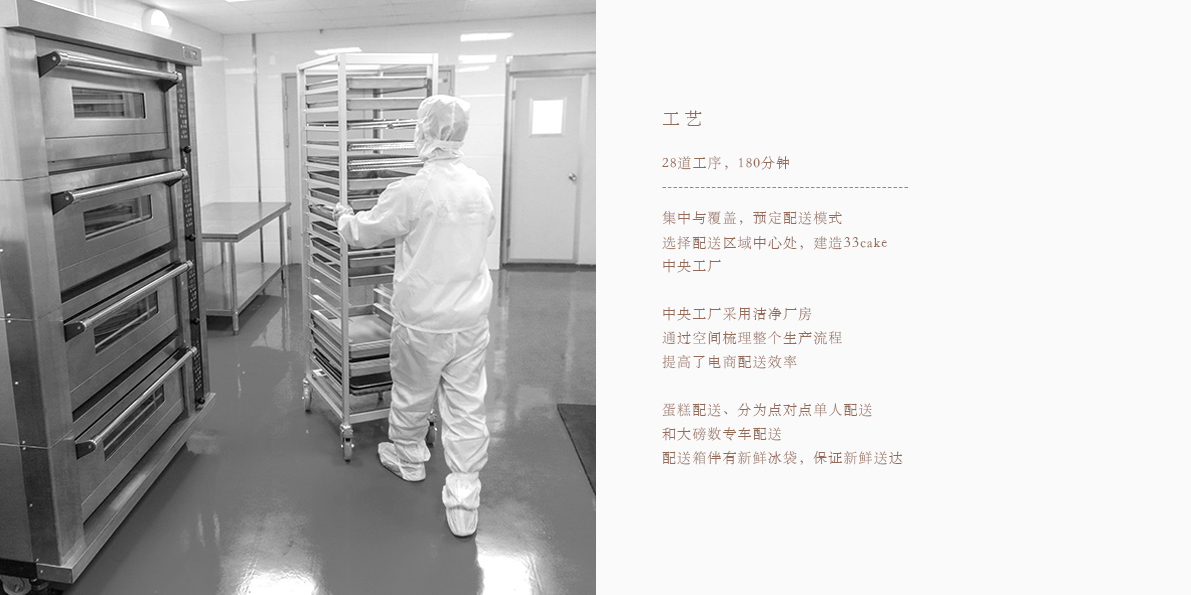 工艺
28道工序，180分钟
集中与覆盖，预定配送模式
选择配送区域中心处，建造33cake
中央工厂
中央工厂采用洁净厂房
通过空间梳理整个生产流程
提高了电商配送效率
蛋糕配送、分为点对点单人配送
和大磅数专车配送
配送箱伴有新鲜冰袋，保证新鲜送达